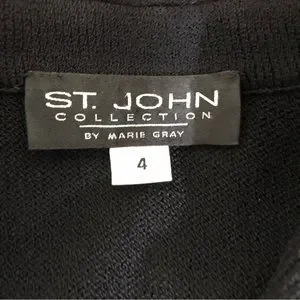 ST. JOHN
COLLECTION
BY MARIE GRAY
4